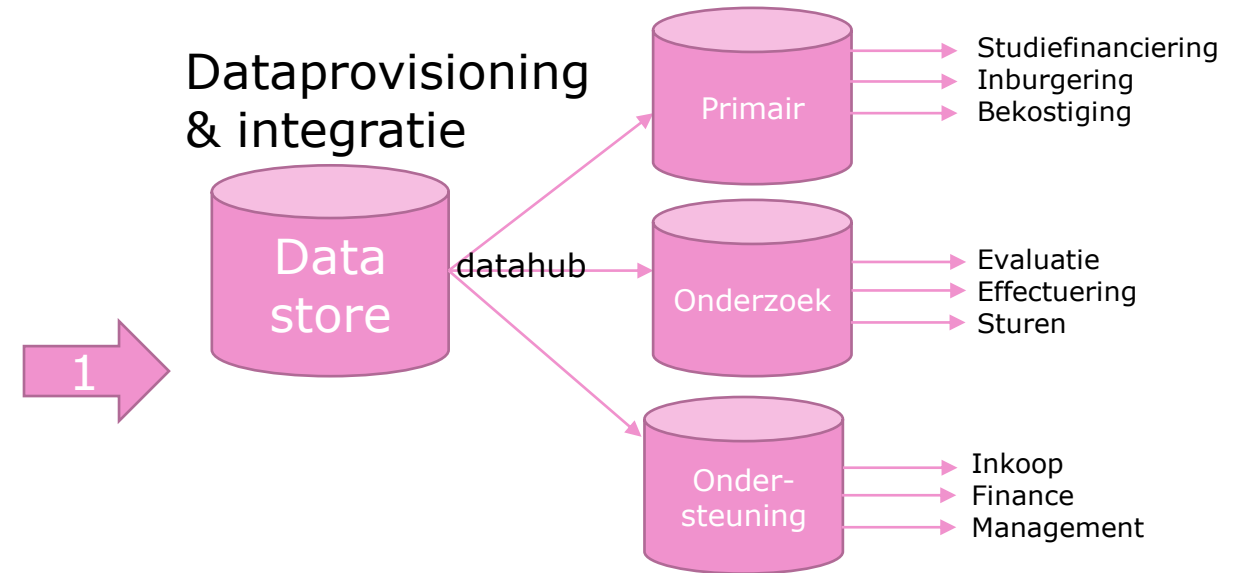 Dataprovisioning
& integratie
Data
store
1
datahub
Primair
Studiefinanciering
Inburgering
Bekostiging
Onderzoek
Evaluatie
Effectuering
Sturen
Onder-
steuning
Inkoop
Finance
Management